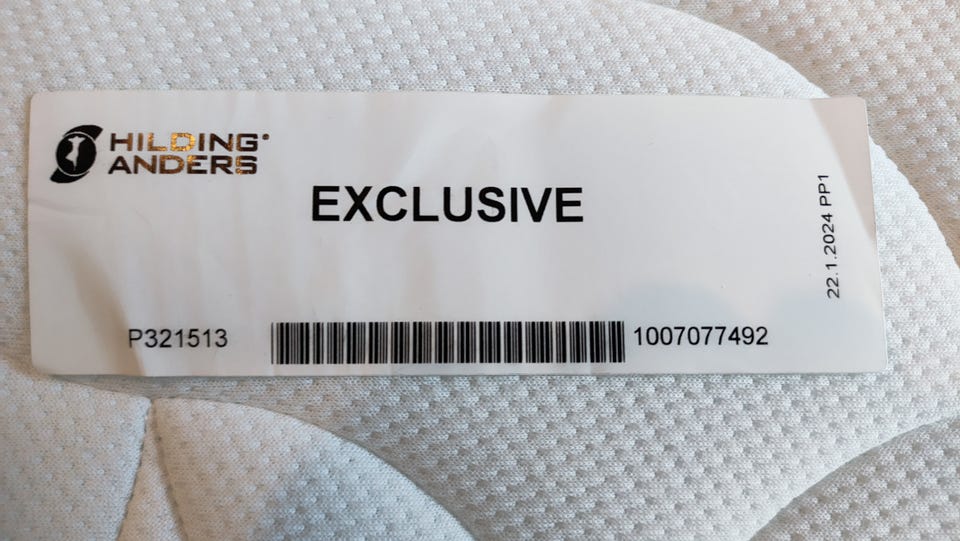 HILDING®
ANDERS
EXCLUSIVE
22.1.2024 PP1
P321513
1007077492